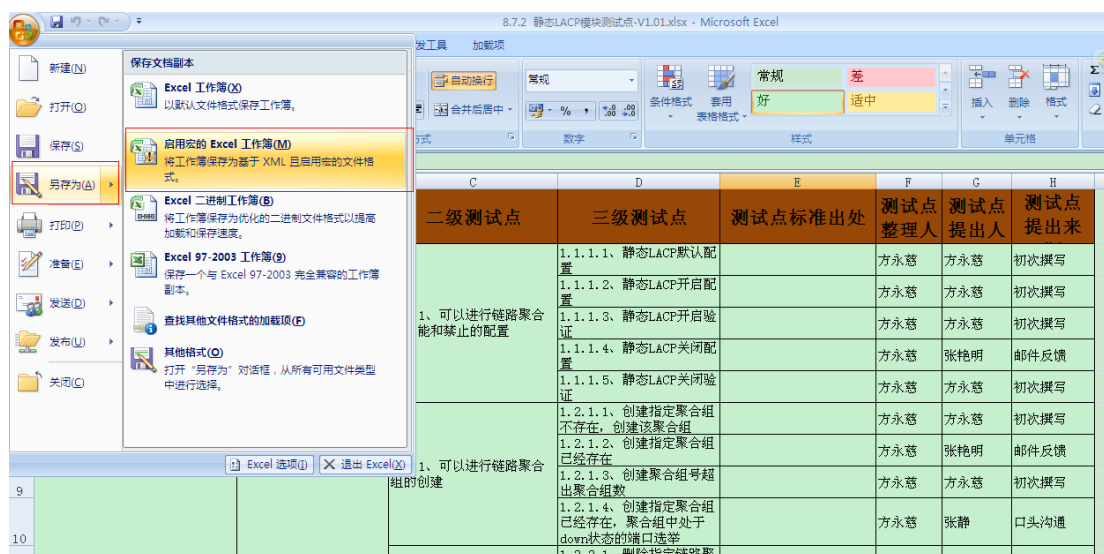 8.7.2 静态LACP模块测试点-V1.01.xlsx - Microsoft Excel
发工具 加载项
新建(N)
打开(O)
保存(S)
另存为(A)
打印(P)
准备(E)
发送(D)
发布(U)
关闭(C)
保存文档副本
Excel 工作簿(X)
以默认文件格式保存工作簿。
启用宏的 Excel 工作簿(M)
将工作簿保存为基于 XML 且启用宏的文件格
式。
Excel 二进制工作簿(B)
将工作簿保存为优化的二进制文件格式以提高
加载和保存速度。
Excel 97-2003 工作簿(9)
保存一个与 Excel 97-2003 完全兼容的工作簿
副本。
查找其他文件格式的加载项(F)
其他格式(O)
打开“另存为”对话框，从所有可用文件类型
中进行选择。
Excel 选项(I) 退出 Excel(X)
自动换行
合并后居中
方式
常规
% ,
数字
条件格式
套用
表格格式
常规 差
好 适中
样式
插入 删除 格式
单元格
Σ
C D E F G H
二级测试点 三级测试点 测试点标准出处 测试点
整理人 测试点
提出人 测试点
提出来
1.1.1.1、静态LACP默认配
置
方永慈 方永慈 初次撰写
1.1.1.2、静态LACP开启配
置
方永慈 方永慈 初次撰写
1、可以进行链路聚合
能和禁止的配置
1.1.1.3、静态LACP开启验
证
方永慈 方永慈 初次撰写
1.1.1.4、静态LACP关闭配
置
方永慈 张艳明 邮件反馈
1.1.1.5、静态LACP关闭验
证
方永慈 方永慈 初次撰写
1.2.1.1、创建指定聚合组
不存在，创建该聚合组
方永慈 方永慈 初次撰写
1.2.1.2、创建指定聚合组
已经存在
方永慈 张艳明 邮件反馈
1、可以进行链路聚合
组的创建
9
1.2.1.3、创建聚合组号超
出聚合组数
方永慈 方永慈 初次撰写
10
1.2.1.4、创建指定聚合组
已经存在，聚合组中处于
down状态的端口选举
方永慈 张静 口头沟通